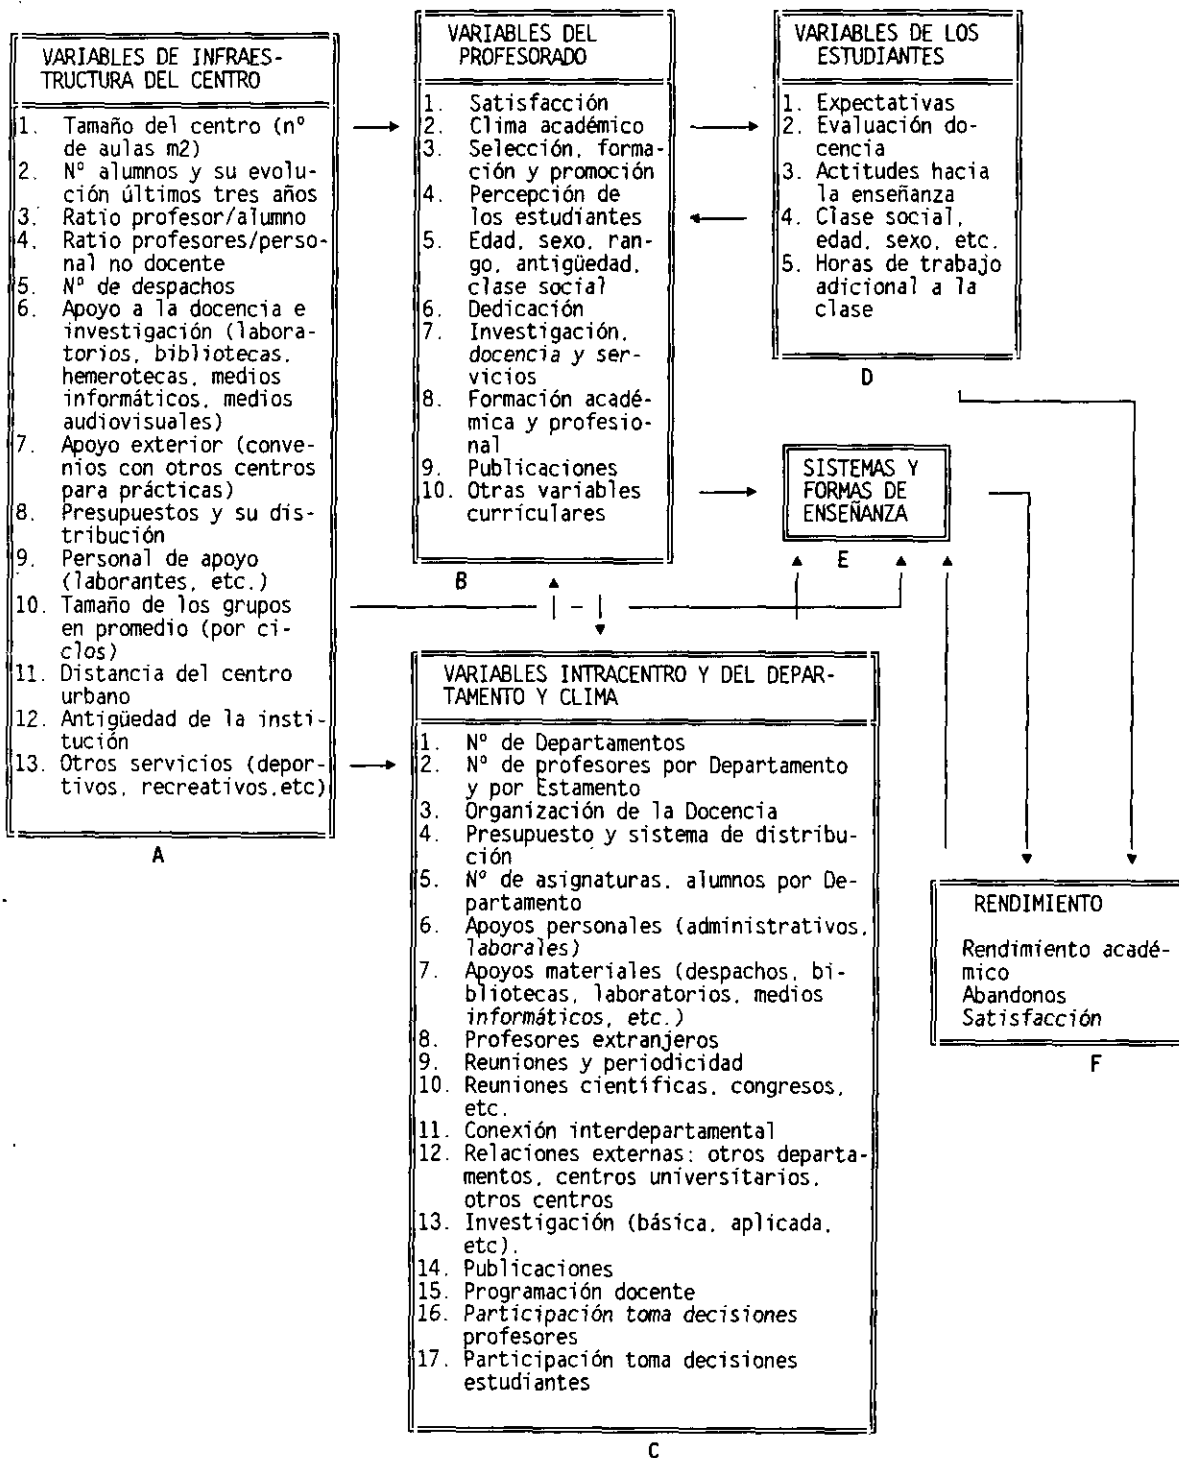 VARIABLES DE INFRAES-
TRUCTURA DEL CENTRO
1. Tamaño del centro (nº
de aulas m2)
2. Nº alumnos y su evolu-
ción últimos tres años
3. Ratio profesor/alumno
4. Ratio profesores/perso-
nal no docente
5. Nº de despachos
6. Apoyo a la docencia e
investigación (labora-
torios, bibliotecas,
hemerotecas, medios
informáticos, medios
audiovisuales)
7. Apoyo exterior (conve-
nios con otros centros
para prácticas)
8. Presupuestos y su dis-
tribución
9. Personal de apoyo
(laborantes, etc.)
10. Tamaño de los grupos
en promedio (por ci-
clos)
11. Distancia del centro
urbano
12. Antigüedad de la insti-
tución
13. Otros servicios (depor-
tivos, recreativos,etc)
A
VARIABLES DEL
PROFESORADO
1. Satisfacción
2. Clima académico
3. Selección, forma-
ción y promoción
4. Percepción de
los estudiantes
5. Edad, sexo, ran-
go, antigüedad,
clase social
6. Dedicación
7. Investigación,
docencia y ser-
vicios
8. Formación acadé-
mica y profesio-
nal
9. Publicaciones
10. Otras variables
curriculares
B
VARIABLES DE LOS
ESTUDIANTES
1. Expectativas
2. Evaluación do-
cencia
3. Actitudes hacia
la enseñanza
4. Clase social,
edad, sexo, etc.
5. Horas de trabajo
adicional a la
clase
D
SISTEMAS Y
FORMAS DE
ENSEÑANZA
E
VARIABLES INTRACENTRO Y DEL DEPAR-
TAMENTO Y CLIMA
1. Nº de Departamentos
2. Nº de profesores por Departamento
y por Estamento
3. Organización de la Docencia
4. Presupuesto y sistema de distribu-
ción
5. Nº de asignaturas, alumnos por De-
partamento
6. Apoyos personales (administrativos,
laborales)
7. Apoyos materiales (despachos, bi-
bliotecas, laboratorios, medios
informáticos, etc.)
8. Profesores extranjeros
9. Reuniones y periodicidad
10. Reuniones científicas, congresos,
etc.
11. Conexión interdepartamental
12. Relaciones externas: otros departa-
mentos, centros universitarios,
otros centros
13. Investigación (básica, aplicada,
etc).
14. Publicaciones
15. Programación docente
16. Participación toma decisiones
profesores
17. Participación toma decisiones
estudiantes
C
RENDIMIENTO
Rendimiento acadé-
mico
Abandonos
Satisfacción
F